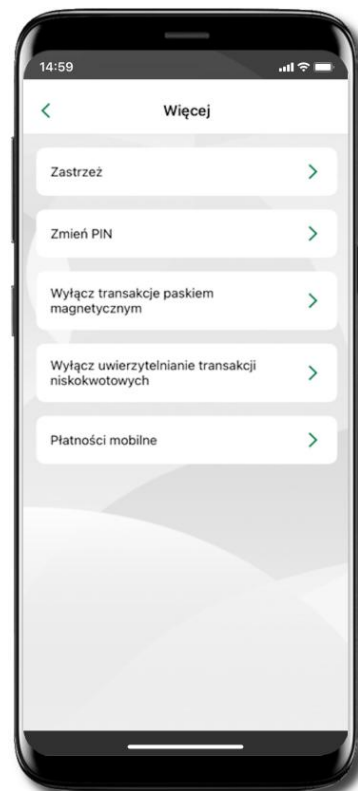 14:59
Więcej
Zastrzeż
Zmień PIN
Wyłącz transakcje paskiem
magnetycznym
Wyłącz uwierzytelnianie transakcji
niskokwotowych
Płatności mobilne